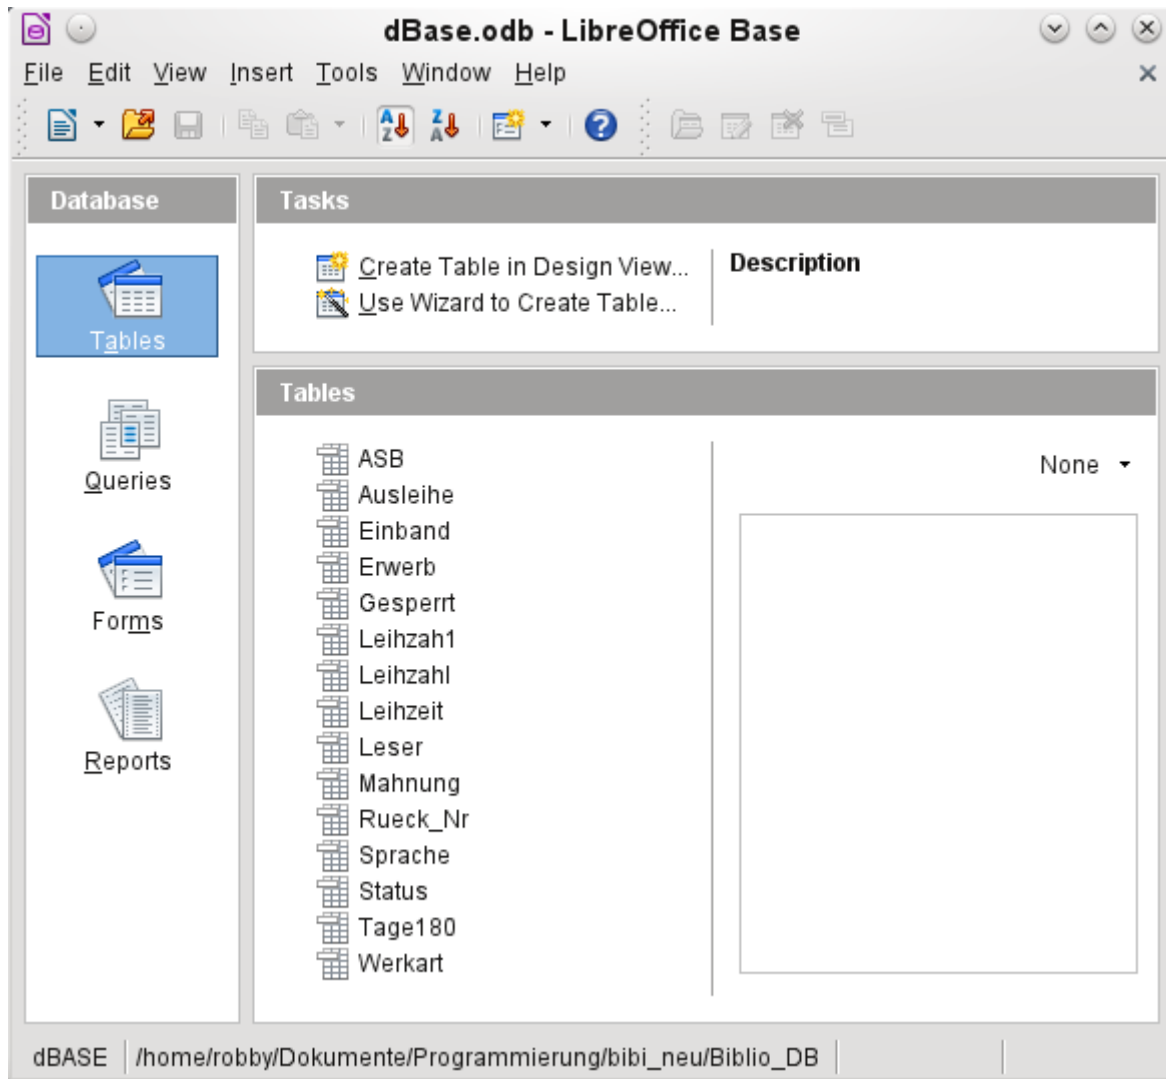 dBase.odb - LibreOffice Base
File Edit View Insert Tools Window Help
Database
Tables
Queries
Forms
Reports
Tasks
Create Table in Design View...
Use Wizard to Create Table...
Description
Tables
ASB
Ausleihe
Einband
Erwerb
Gesperrt
Leihzah1
Leihzahl
Leihzeit
Leser
Mahnung
Rueck_Nr
Sprache
Status
Tage180
Werkart
None
dBASE /home/robby/Dokumente/Programmierung/bibi_neu/Biblio_DB